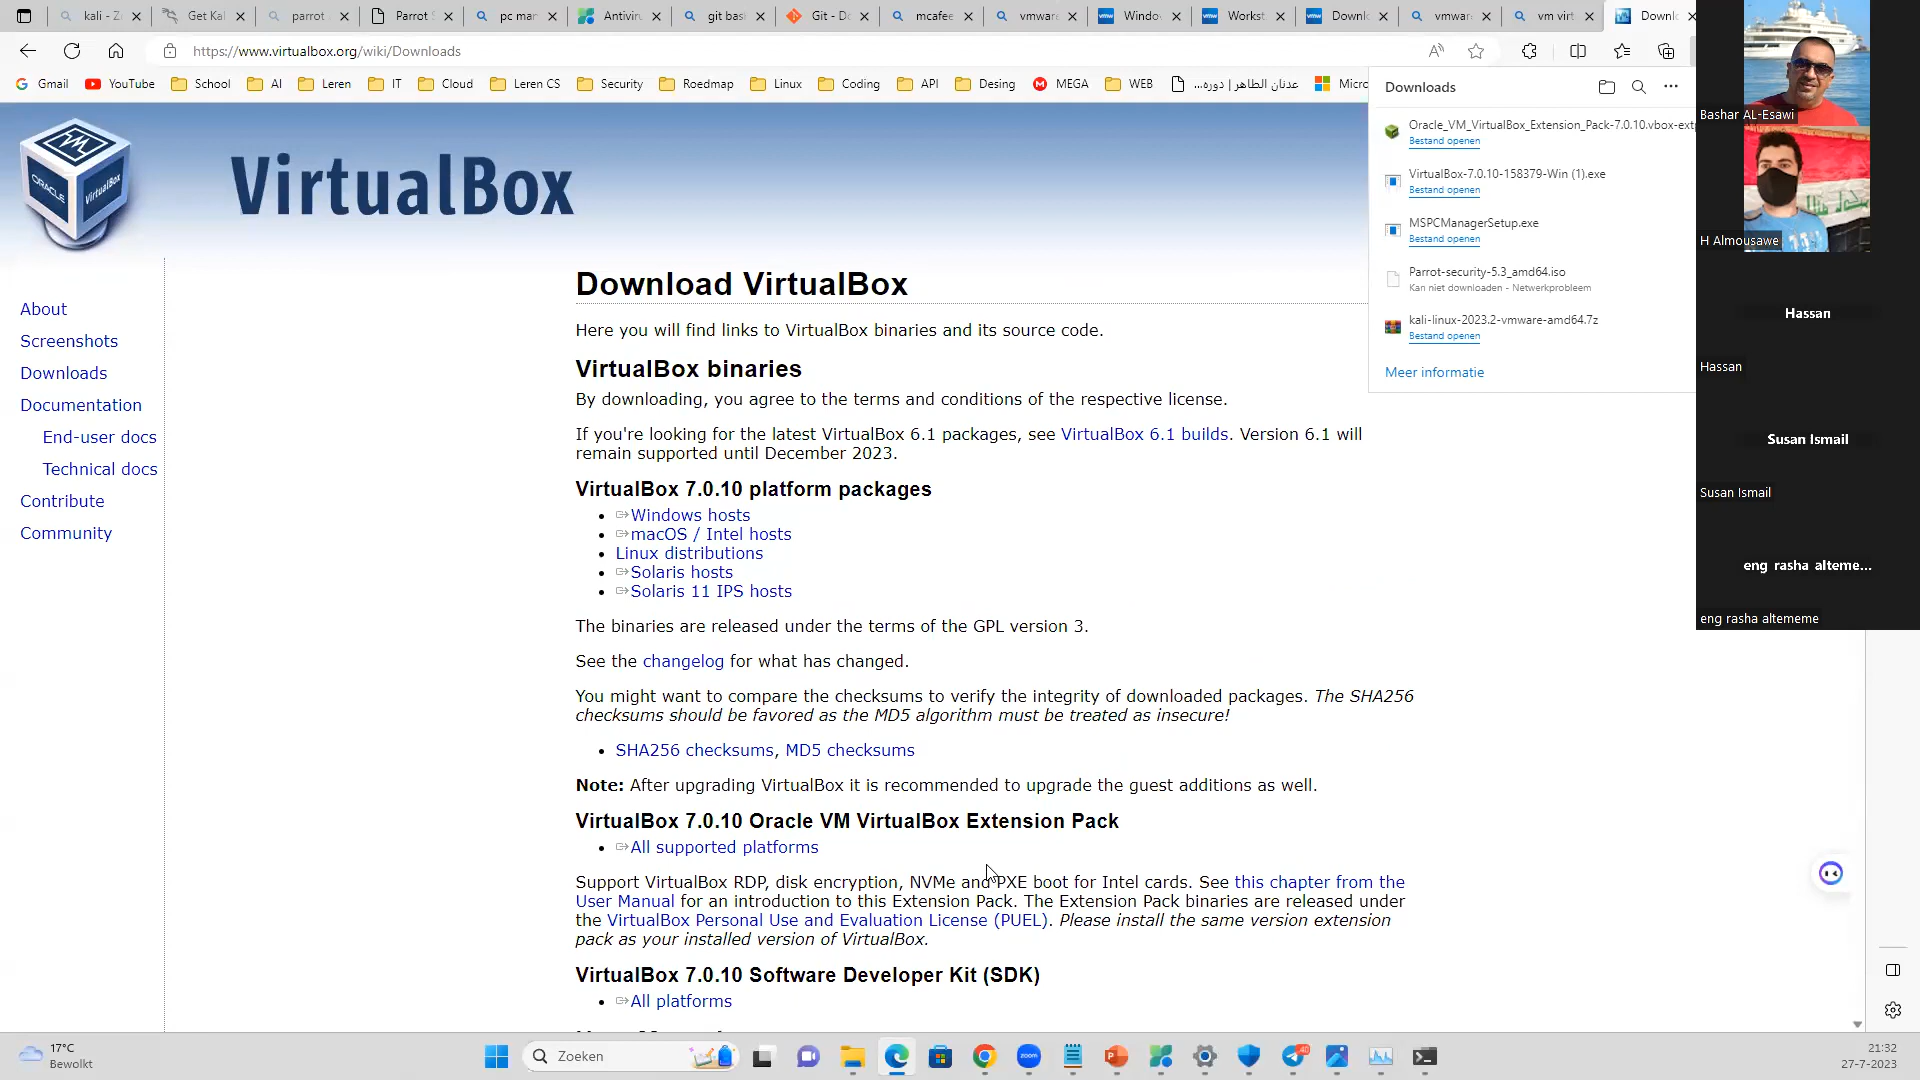 kali - Z
Get Kal
parrot
Parrot S
pc man
Antiviru
git bas
Git - Do
mcafee
vmware
Windo
Workst
Downlo
vmwar
vm virt
Downlo
https://www.virtualbox.org/wiki/Downloads
Gmail
YouTube
School
AI
Leren
IT
Cloud
Leren CS
Security
Roedmap
Linux
Coding
API
Desing
MEGA
WEB
عدنان الطاهر | دوره...
Micro
Downloads
Oracle_VM_VirtualBox_Extension_Pack-7.0.10.vbox-extp
Bestand openen
VirtualBox-7.0.10-158379-Win (1).exe
Bestand openen
MSPCManagerSetup.exe
Bestand openen
Parrot-security-5.3_amd64.iso
Kan niet downloaden - Netwerkprobleem
kali-linux-2023.2-vmware-amd64.7z
Bestand openen
Meer informatie
Bashar AL-Esawi
H Almousawe
Hassan
Hassan
Susan Ismail
Susan Ismail
eng rasha alteme...
eng rasha altememe
ORACLE
VirtualBox
VirtualBox
About
Screenshots
Downloads
Documentation
End-user docs
Technical docs
Contribute
Community
Download VirtualBox
Here you will find links to VirtualBox binaries and its source code.
VirtualBox binaries
By downloading, you agree to the terms and conditions of the respective license.
If you're looking for the latest VirtualBox 6.1 packages, see VirtualBox 6.1 builds. Version 6.1 will
remain supported until December 2023.
VirtualBox 7.0.10 platform packages
• Windows hosts
• macOS / Intel hosts
• Linux distributions
• Solaris hosts
• Solaris 11 IPS hosts
The binaries are released under the terms of the GPL version 3.
See the changelog for what has changed.
You might want to compare the checksums to verify the integrity of downloaded packages. The SHA256
checksums should be favored as the MD5 algorithm must be treated as insecure!
• SHA256 checksums, MD5 checksums
Note: After upgrading VirtualBox it is recommended to upgrade the guest additions as well.
VirtualBox 7.0.10 Oracle VM VirtualBox Extension Pack
• All supported platforms
Support VirtualBox RDP, disk encryption, NVMe and PXE boot for Intel cards. See this chapter from the
User Manual for an introduction to this Extension Pack. The Extension Pack binaries are released under
the VirtualBox Personal Use and Evaluation License (PUEL). Please install the same version extension
pack as your installed version of VirtualBox.
VirtualBox 7.0.10 Software Developer Kit (SDK)
• All platforms
17°C
Bewolkt
Zoeken
zoom
21:32
27-7-2023